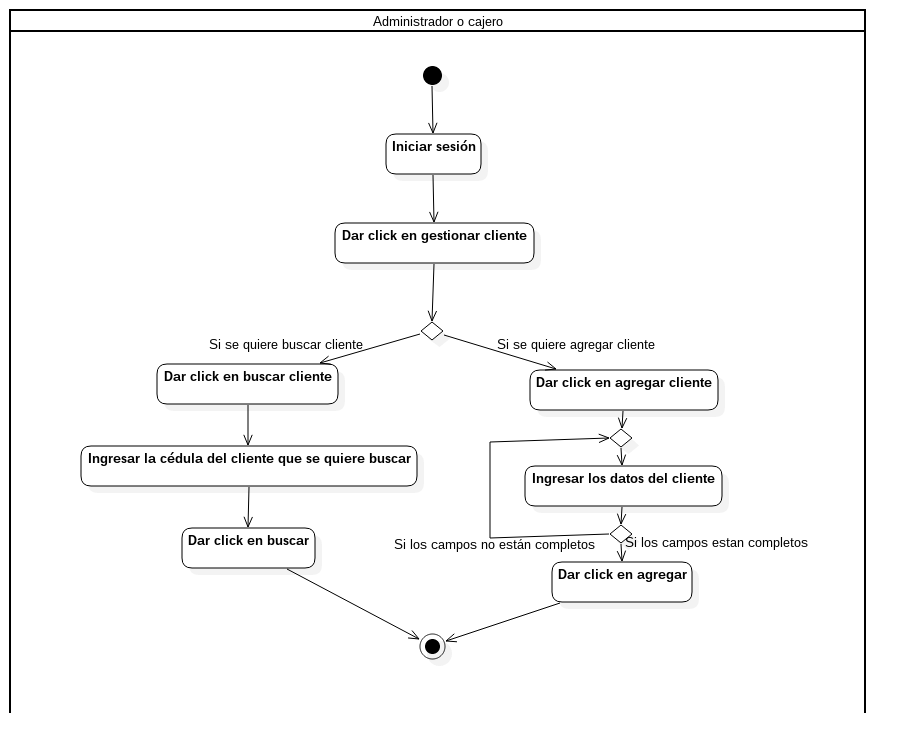 Administrador o cajero
Iniciar sesión
Dar click en gestionar cliente
Si se quiere buscar cliente
Si se quiere agregar cliente
Dar click en buscar cliente
Dar click en agregar cliente
Ingresar la cédula del cliente que se quiere buscar
Ingresar los datos del cliente
Dar click en buscar
Si los campos no están completos
Si los campos estan completos
Dar click en agregar